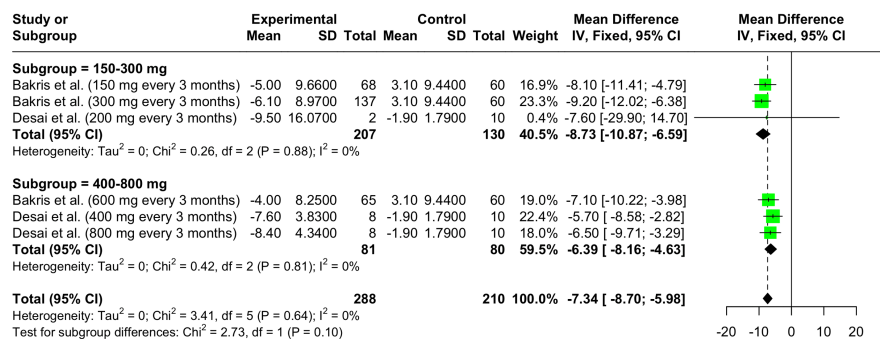 Study or Experimental Control Mean Difference Mean Difference
Subgroup Mean SD Total Mean SD Total Weight IV, Fixed, 95% CI IV, Fixed, 95% CI
Subgroup = 150-300 mg
Bakris et al. (150 mg every 3 months) -5.00 9.6600 68 3.10 9.4400 60 16.9% -8.10 [-11.41; -4.79]
Bakris et al. (300 mg every 3 months) -6.10 8.9700 137 3.10 9.4400 60 23.3% -9.20 [-12.02; -6.38]
Desai et al. (200 mg every 3 months) -9.50 16.0700 2 -1.90 1.7900 10 0.4% -7.60 [-29.90; 14.70]
Total (95% CI) 207 130 40.5% -8.73 [-10.87; -6.59]
Heterogeneity: Tau² = 0; Chi² = 0.26, df = 2 (P = 0.88); I² = 0%
Subgroup = 400-800 mg
Bakris et al. (600 mg every 3 months) -4.00 8.2500 65 3.10 9.4400 60 19.0% -7.10 [-10.22; -3.98]
Desai et al. (400 mg every 3 months) -7.60 3.8300 8 -1.90 1.7900 10 22.4% -5.70 [ -8.58; -2.82]
Desai et al. (800 mg every 3 months) -8.40 4.3400 8 -1.90 1.7900 10 18.0% -6.50 [ -9.71; -3.29]
Total (95% CI) 81 80 59.5% -6.39 [ -8.16; -4.63]
Heterogeneity: Tau² = 0; Chi² = 0.42, df = 2 (P = 0.81); I² = 0%
Total (95% CI) 288 210 100.0% -7.34 [ -8.70; -5.98]
Heterogeneity: Tau² = 0; Chi² = 3.41, df = 5 (P = 0.64); I² = 0%
Test for subgroup differences: Chi² = 2.73, df = 1 (P = 0.10) -20 -10 0 10 20